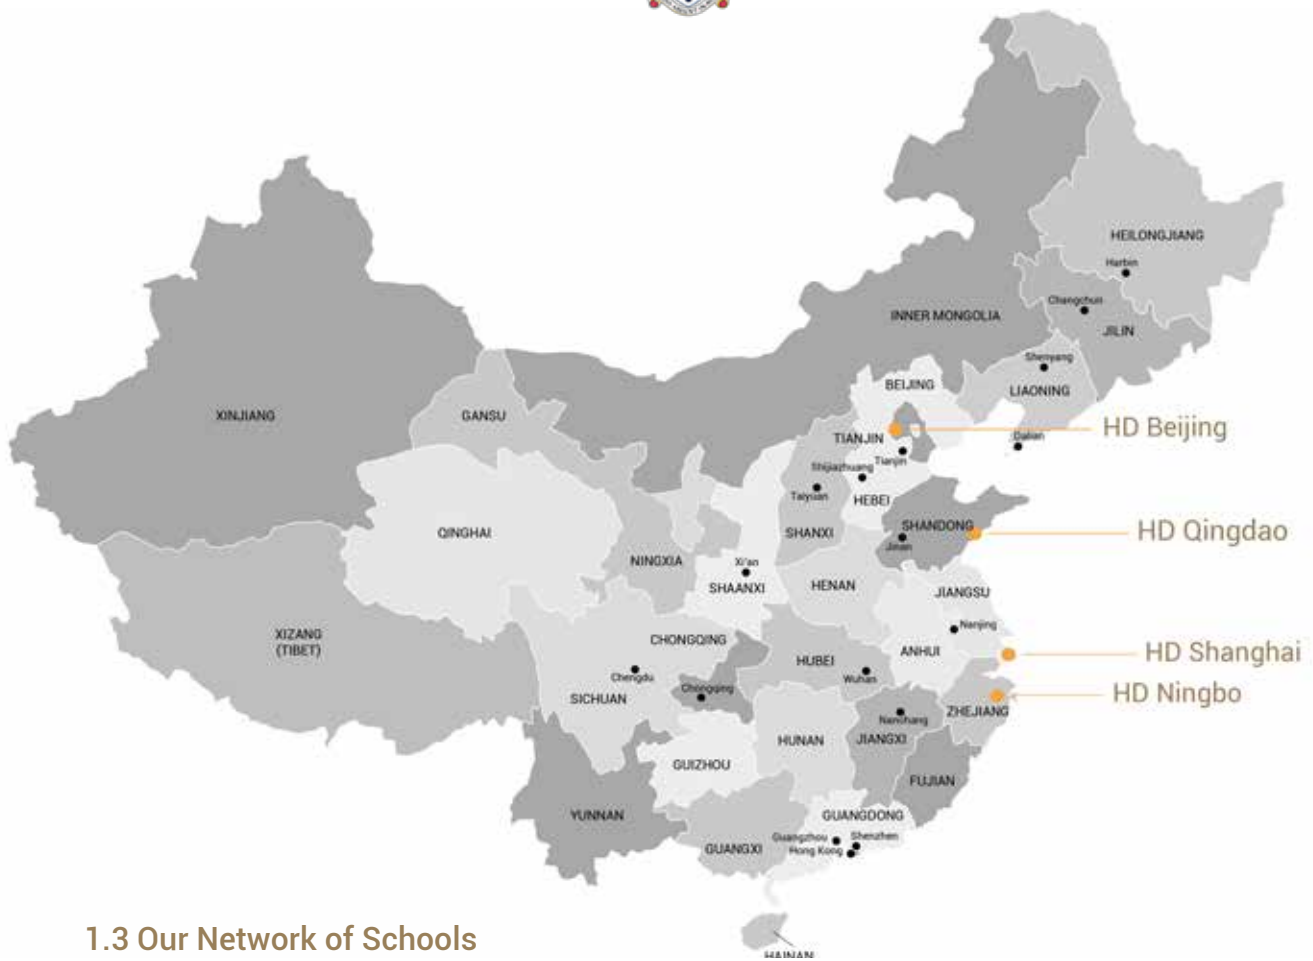 HEILONGJIANG
Harbin
Changchun
INNER MONGOLIA
JILIN
Shenyang
BEIJING
LIAONING
XINJIANG
GANSU
HD Beijing
TIANJIN
Dalian
Tianjin
Shijiazhuang
Taiyuan
HEBEI
SHANDONG
HD Qingdao
QINGHAI
SHANXI
Jinan
NINGXIA
Xi'an
SHAANXI
HENAN
JIANGSU
Nanjing
XIZANG
(TIBET)
CHONGQING
ANHUI
HD Shanghai
HUBEI
Wuhan
Chengdu
Chongqing
SICHUAN
HD Ningbo
ZHEJIANG
Nanchang
HUNAN
JIANGXI
GUIZHOU
FUJIAN
YUNNAN
GUANGDONG
Guangzhou
Shenzhen
GUANGXI
Hong Kong
1.3 Our Network of Schools
HAINAN